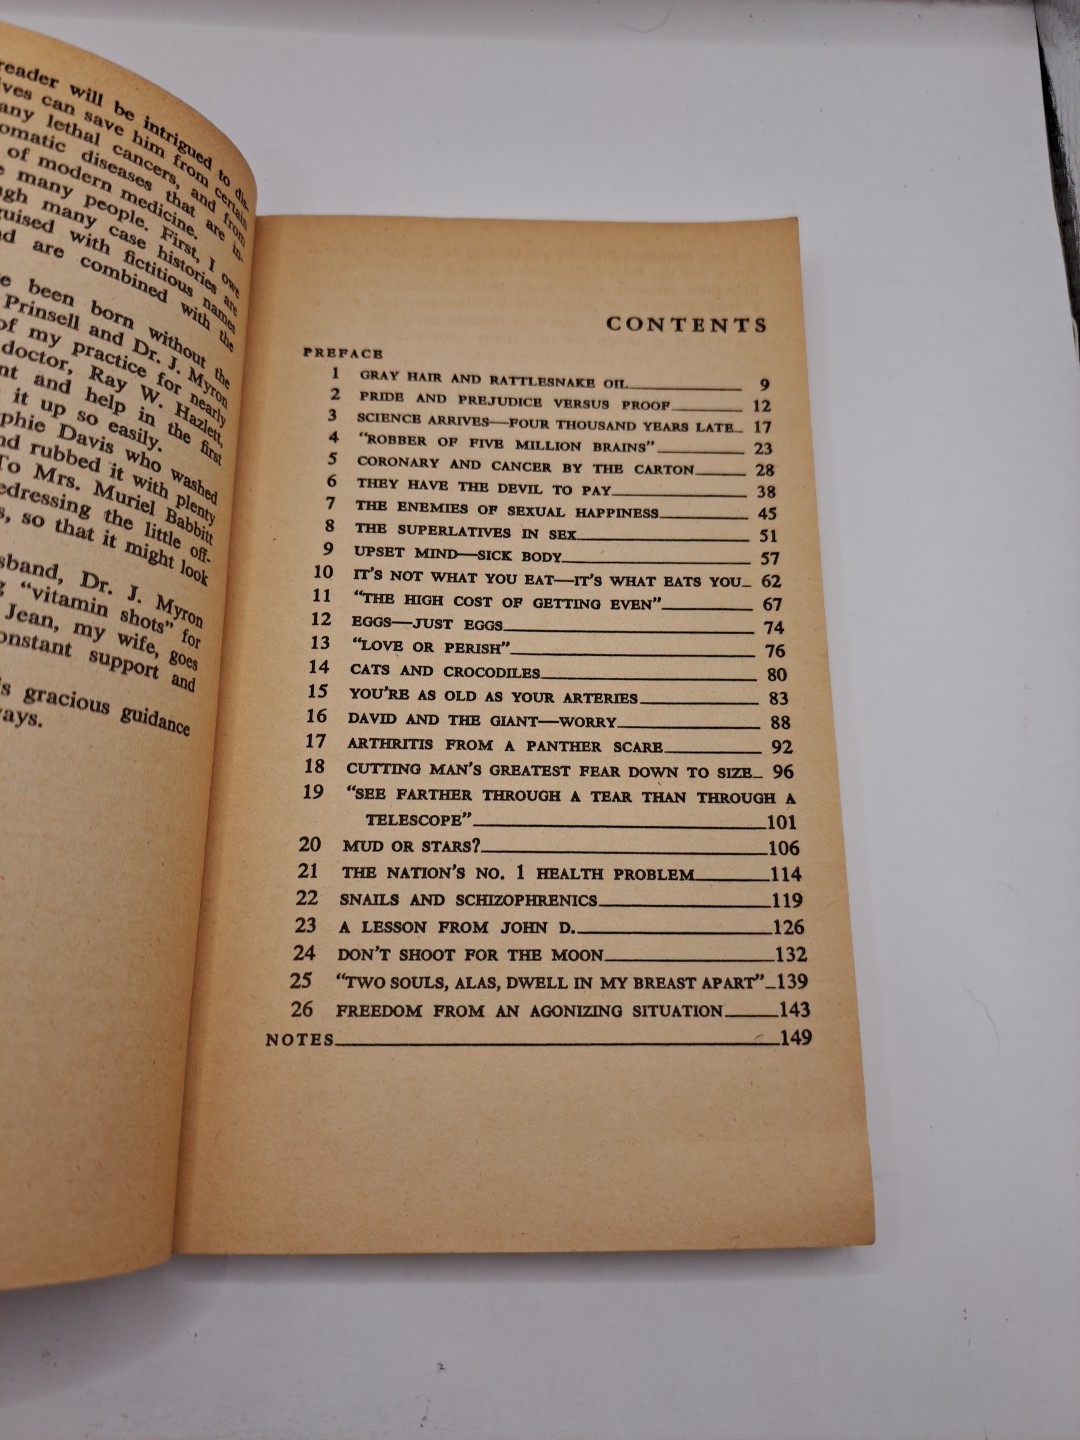 reader will be intrigued to dis-
ives can save him from certain
any lethal cancers, and from
omatic diseases that are in-
of modern medicine.
many people. First, I owe
ugh many case histories are
guised with fictitious names
nd are combined with the
been born without the
Prinsell and Dr. J. Myron
of my practice for nearly
doctor, Ray W. Hazlett,
nt and help in the first
it up so easily.
phie Davis who washed
nd rubbed it with plenty
To Mrs. Muriel Babbitt
edressing the little off-
s, so that it might look
sband, Dr. J. Myron
"vitamin shots" for
Jean, my wife, goes
onstant support and
's gracious guidance
ays.
CONTENTS
PREFACE
1 GRAY HAIR AND RATTLESNAKE OIL 9
2 PRIDE AND PREJUDICE VERSUS PROOF 12
3 SCIENCE ARRIVES—FOUR THOUSAND YEARS LATE 17
4 "ROBBER OF FIVE MILLION BRAINS" 23
5 CORONARY AND CANCER BY THE CARTON 28
6 THEY HAVE THE DEVIL TO PAY 38
7 THE ENEMIES OF SEXUAL HAPPINESS 45
8 THE SUPERLATIVES IN SEX 51
9 UPSET MIND—SICK BODY 57
10 IT'S NOT WHAT YOU EAT—IT'S WHAT EATS YOU 62
11 "THE HIGH COST OF GETTING EVEN" 67
12 EGGS—JUST EGGS 74
13 "LOVE OR PERISH" 76
14 CATS AND CROCODILES 80
15 YOU'RE AS OLD AS YOUR ARTERIES 83
16 DAVID AND THE GIANT—WORRY 88
17 ARTHRITIS FROM A PANTHER SCARE 92
18 CUTTING MAN'S GREATEST FEAR DOWN TO SIZE 96
19 "SEE FARTHER THROUGH A TEAR THAN THROUGH A
TELESCOPE" 101
20 MUD OR STARS? 106
21 THE NATION'S NO. 1 HEALTH PROBLEM 114
22 SNAILS AND SCHIZOPHRENICS 119
23 A LESSON FROM JOHN D. 126
24 DON'T SHOOT FOR THE MOON 132
25 "TWO SOULS, ALAS, DWELL IN MY BREAST APART" 139
26 FREEDOM FROM AN AGONIZING SITUATION 143
NOTES 149